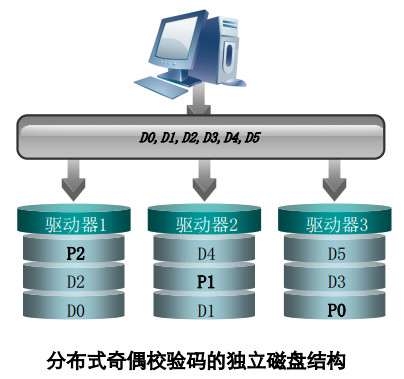 D0, D1, D2, D3, D4, D5
驱动器1 驱动器2 驱动器3
P2 D4 D5
D2 P1 D3
D0 D1 P0
分布式奇偶校验码的独立磁盘结构